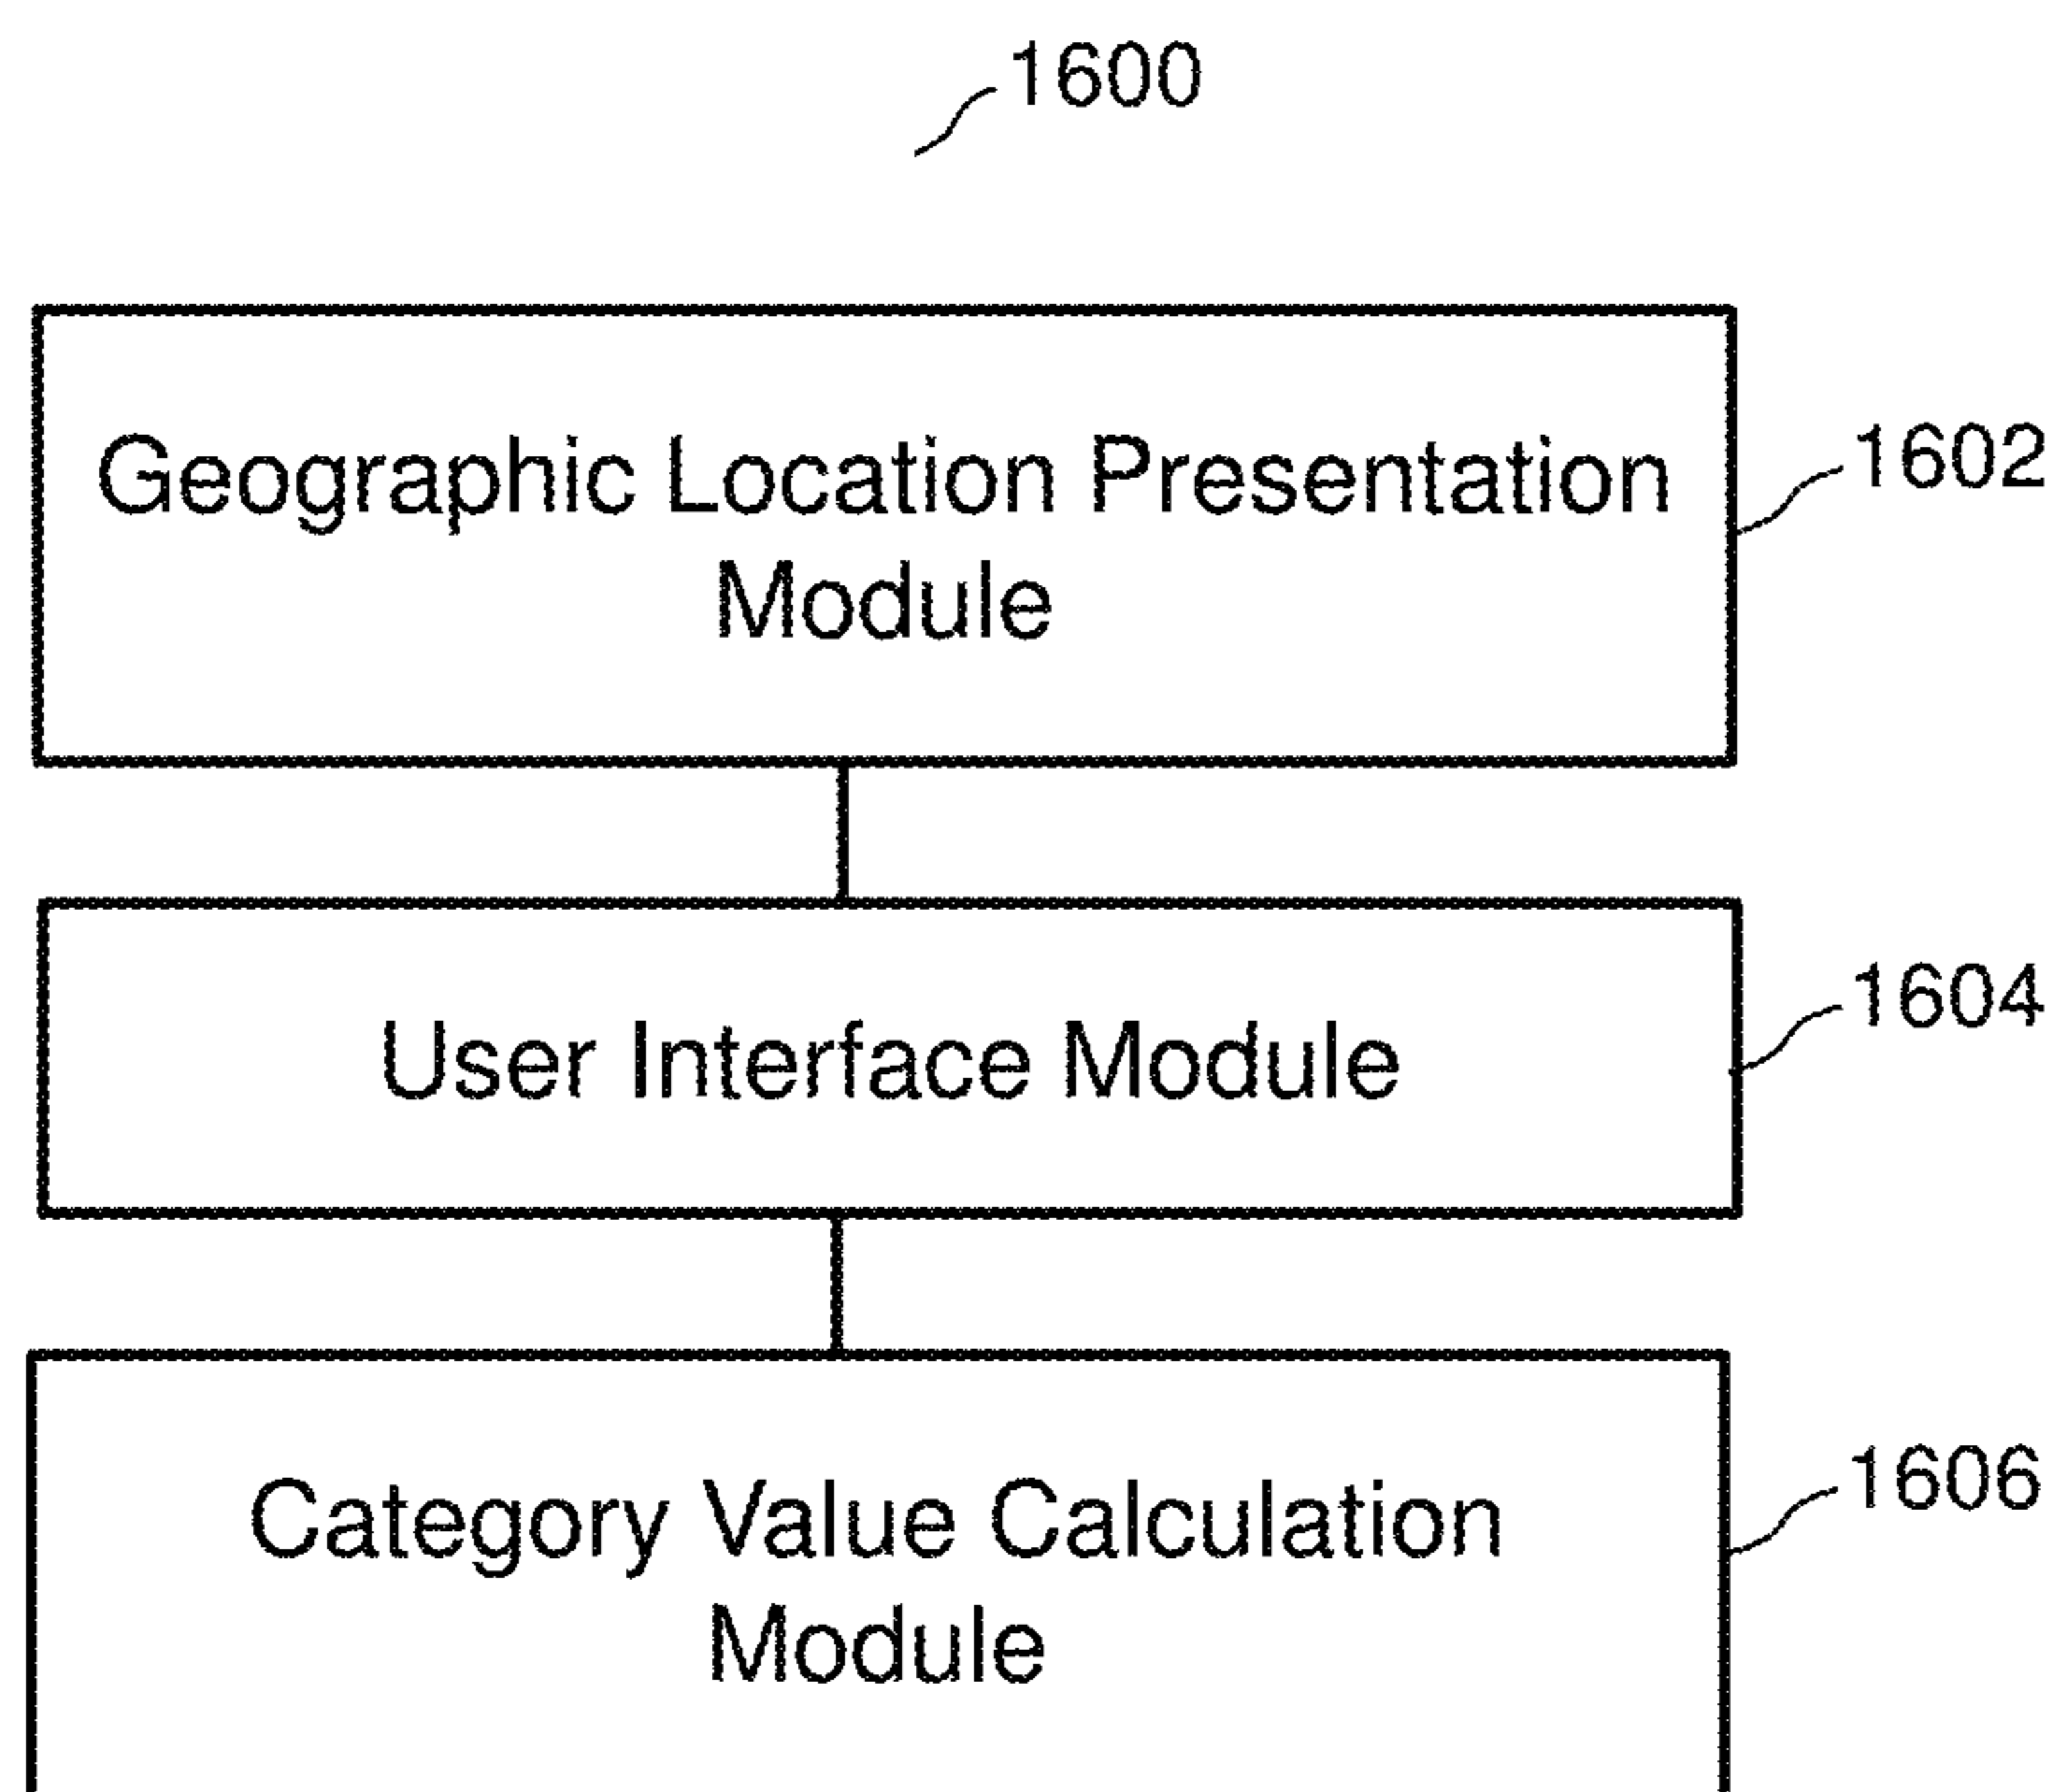 1600
Geographic Location Presentation
Module
1602
User Interface Module
1604
Category Value Calculation
Module
1606